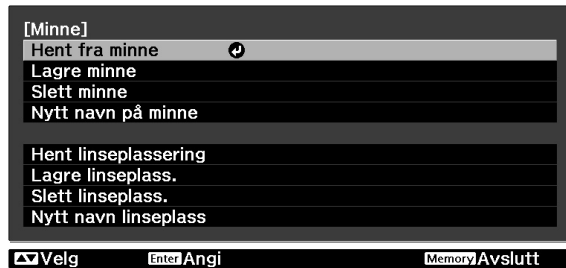 [Minne]
Hent fra minne
Lagre minne
Slett minne
Nytt navn på minne
Hent linseplassering
Lagre linseplass.
Slett linseplass.
Nytt navn linseplass
Velg Enter Angi Memory Avslutt